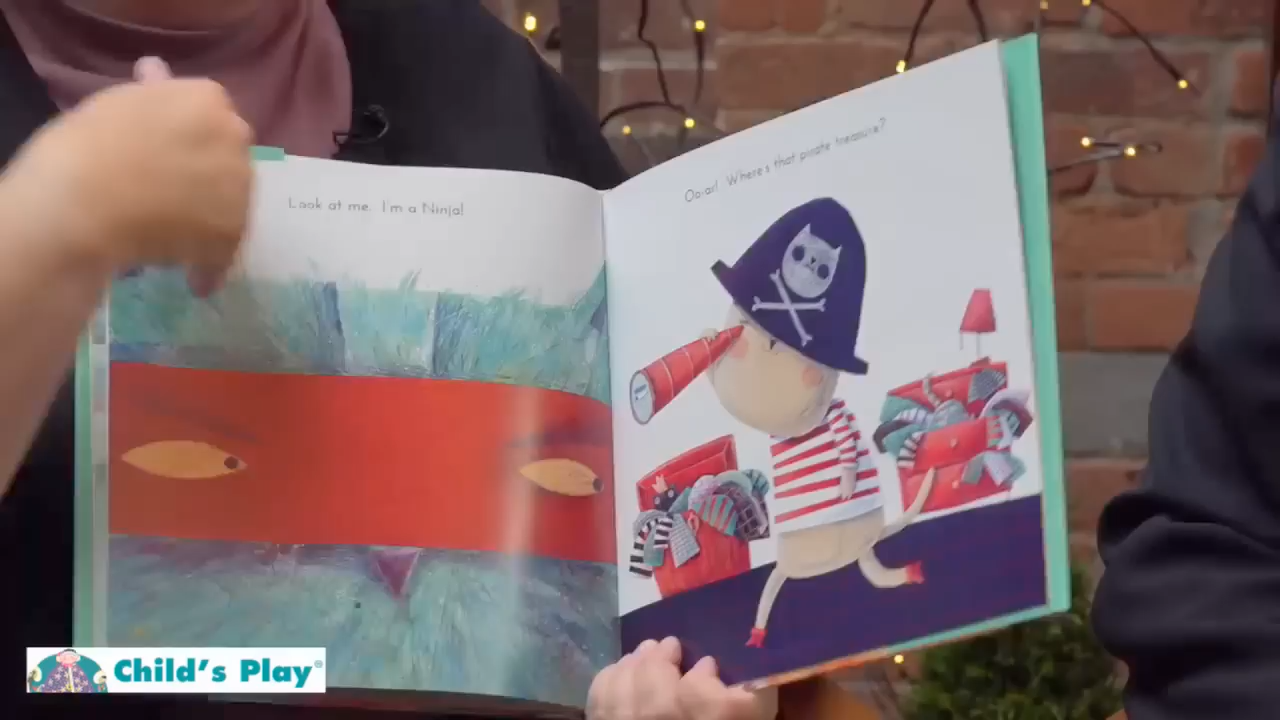 Look at me. I'm a Ninja!
Oo-ar! Where's that pirate treasure?
Child's Play®